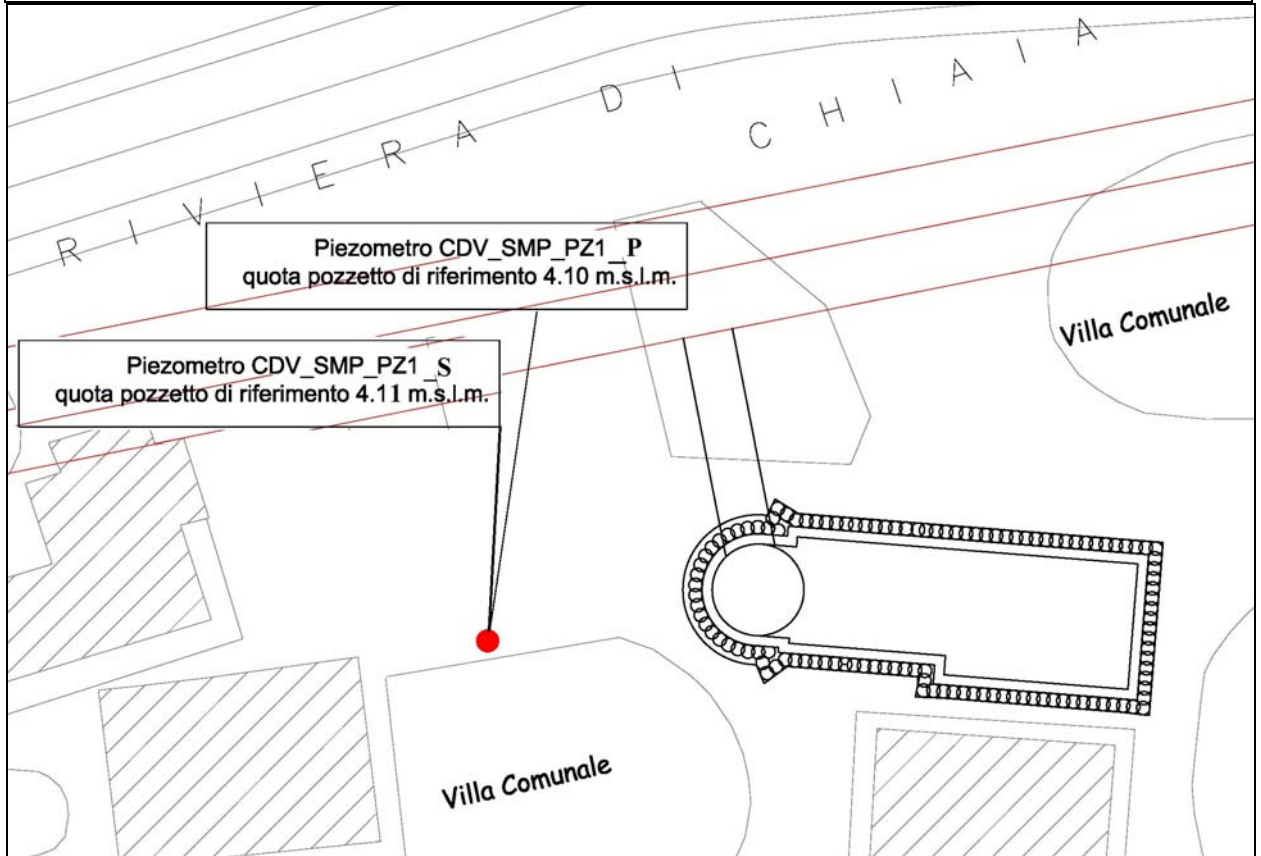 RIVIERA DI CHIAIA
Piezometro CDV_SMP_PZ1_P
quota pozzetto di riferimento 4.10 m.s.l.m.
Villa Comunale
Piezometro CDV_SMP_PZ1_S
quota pozzetto di riferimento 4.11 m.s.l.m.
Villa Comunale